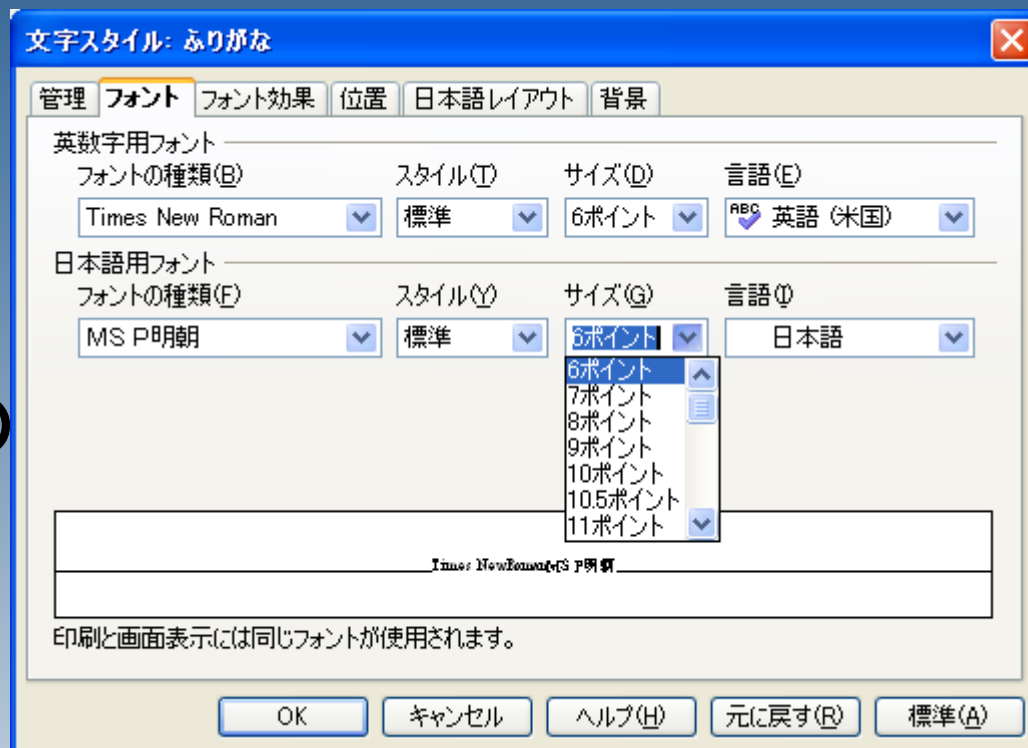 文字スタイル: ふりがな
管理 フォント フォント効果 位置 日本語レイアウト 背景
英数字用フォント
フォントの種類(B) スタイル(T) サイズ(D) 言語(E)
Times New Roman 標準 6ポイント ABC 英語 (米国)
日本語用フォント
フォントの種類(F) スタイル(Y) サイズ(G) 言語(I)
MS P明朝 標準 6ポイント 日本語
6ポイント
7ポイント
8ポイント
9ポイント
10ポイント
10.5ポイント
11ポイント
Times NewRoman MS P明朝
印刷と画面表示には同じフォントが使用されます。
OK キャンセル ヘルプ(H) 元に戻す(R) 標準(A)